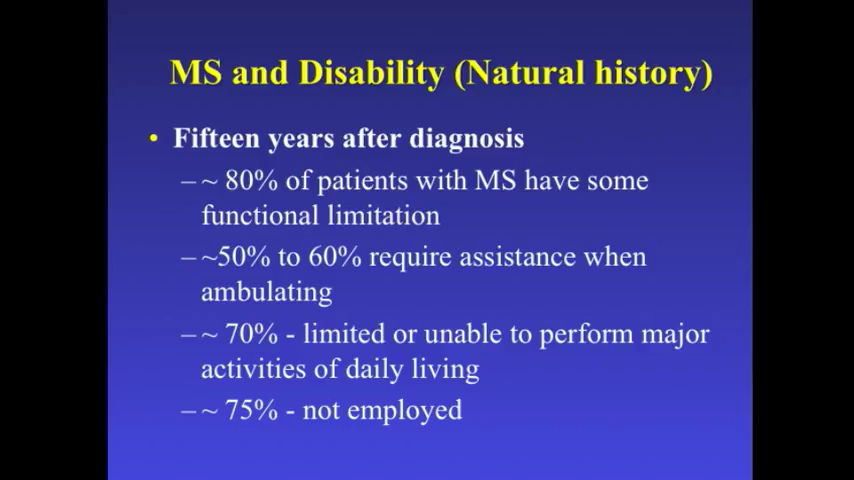 MS and Disability (Natural history)
• Fifteen years after diagnosis
– ~ 80% of patients with MS have some
functional limitation
– ~50% to 60% require assistance when
ambulating
– ~ 70% - limited or unable to perform major
activities of daily living
– ~ 75% - not employed